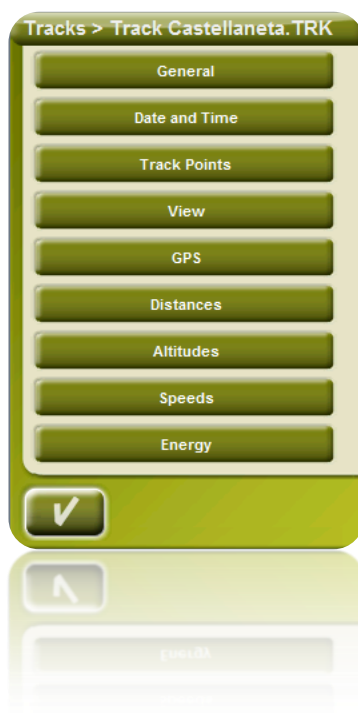 Tracks > Track Castellaneta.TRK
General
Date and Time
Track Points
View
GPS
Distances
Altitudes
Speeds
Energy